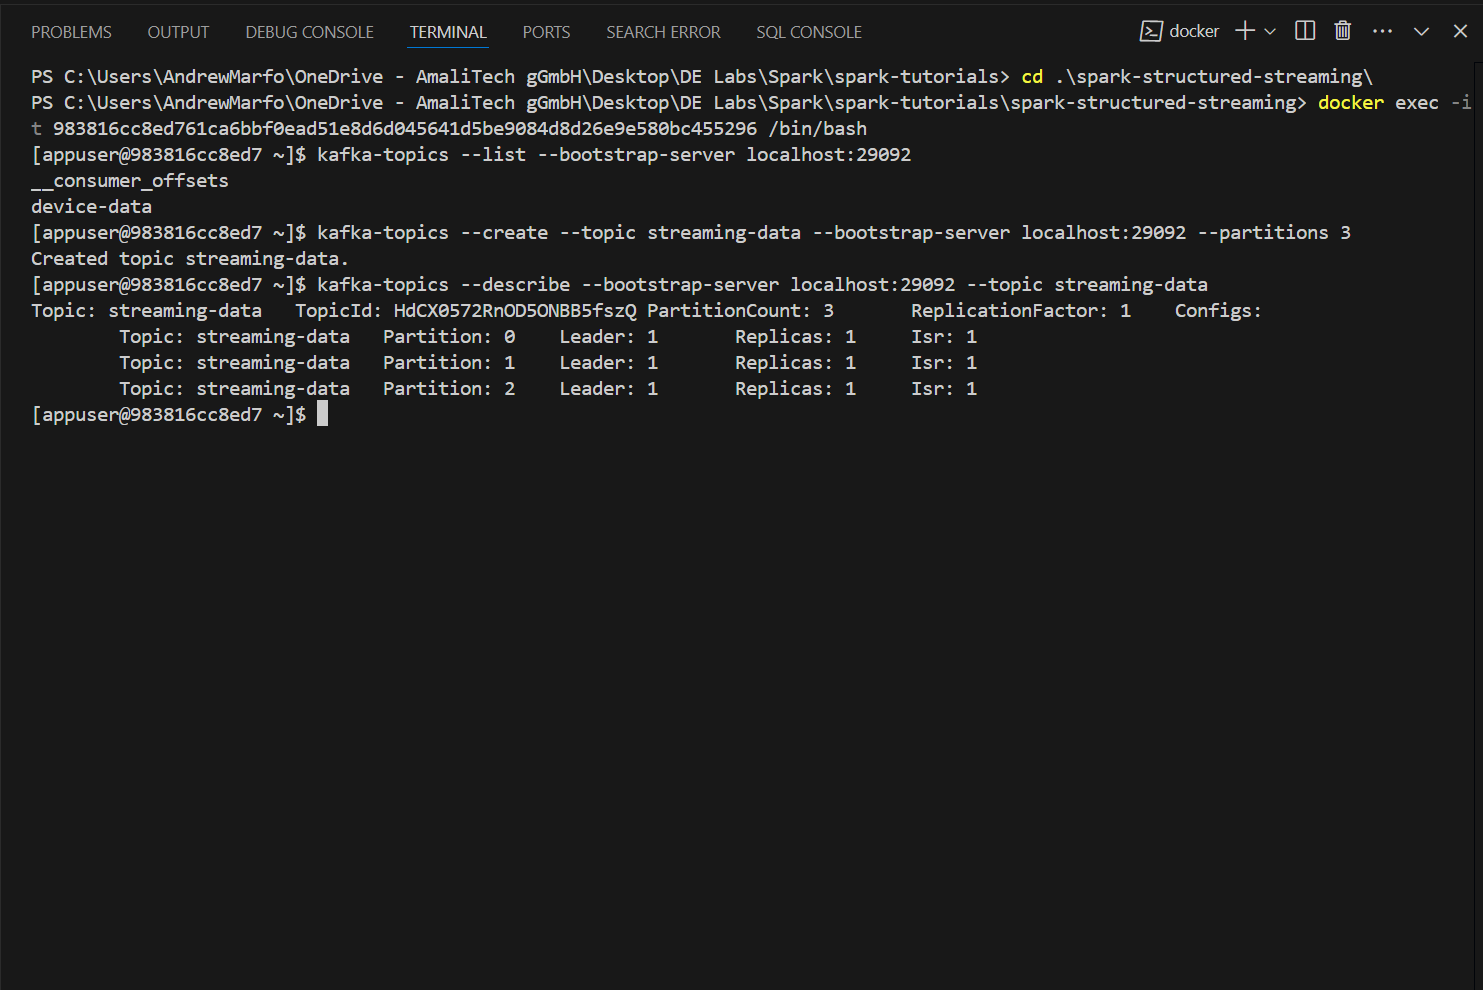 PROBLEMS OUTPUT DEBUG CONSOLE TERMINAL PORTS SEARCH ERROR SQL CONSOLE docker
PS C:\Users\AndrewMarfo\OneDrive - AmaliTech gGmbH\Desktop\DE Labs\Spark\spark-tutorials> cd .\spark-structured-streaming\
PS C:\Users\AndrewMarfo\OneDrive - AmaliTech gGmbH\Desktop\DE Labs\Spark\spark-tutorials\spark-structured-streaming> docker exec -i
t 983816cc8ed761ca6bbf0ead51e8d6d045641d5be9084d8d26e9e580bc455296 /bin/bash
[appuser@983816cc8ed7 ~]$ kafka-topics --list --bootstrap-server localhost:29092
__consumer_offsets
device-data
[appuser@983816cc8ed7 ~]$ kafka-topics --create --topic streaming-data --bootstrap-server localhost:29092 --partitions 3
Created topic streaming-data.
[appuser@983816cc8ed7 ~]$ kafka-topics --describe --bootstrap-server localhost:29092 --topic streaming-data
Topic: streaming-data TopicId: HdCX0572RnOD5ONBB5fszQ PartitionCount: 3 ReplicationFactor: 1 Configs:
Topic: streaming-data Partition: 0 Leader: 1 Replicas: 1 Isr: 1
Topic: streaming-data Partition: 1 Leader: 1 Replicas: 1 Isr: 1
Topic: streaming-data Partition: 2 Leader: 1 Replicas: 1 Isr: 1
[appuser@983816cc8ed7 ~]$